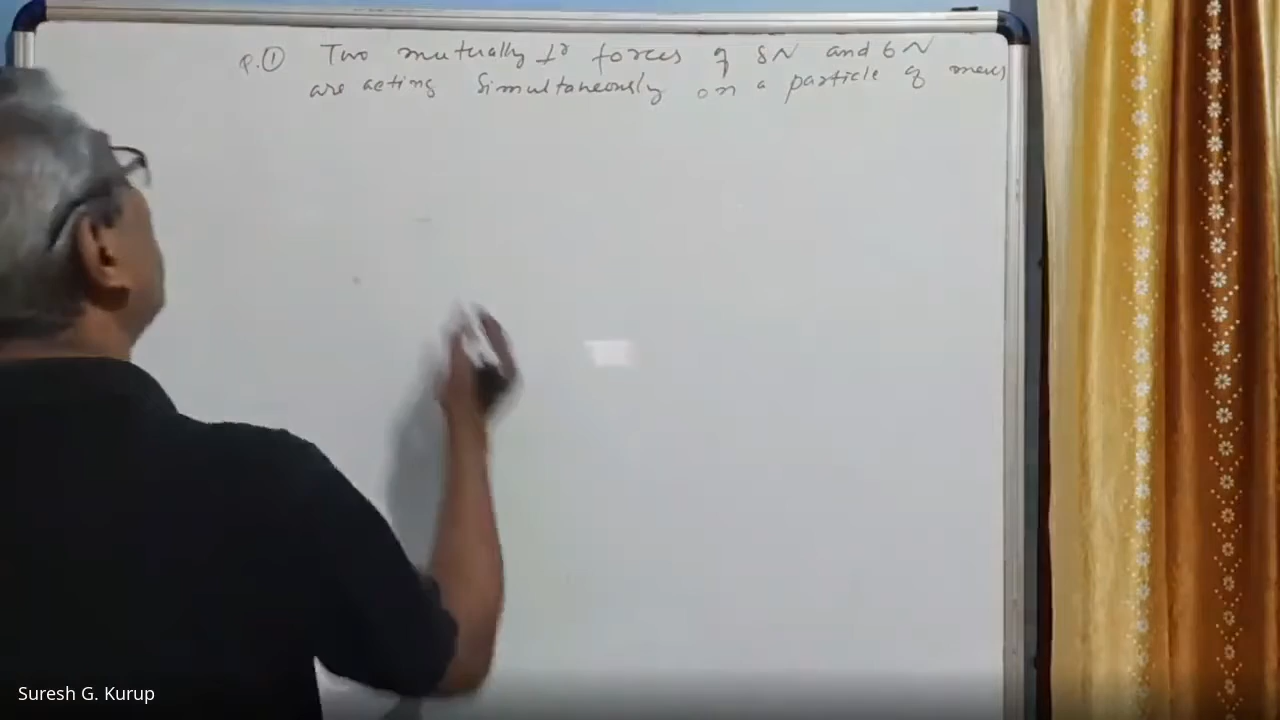 P.① Two mutually ⊥r forces of 8N and 6N
are acting simultaneously on a particle of mass
Suresh G. Kurup